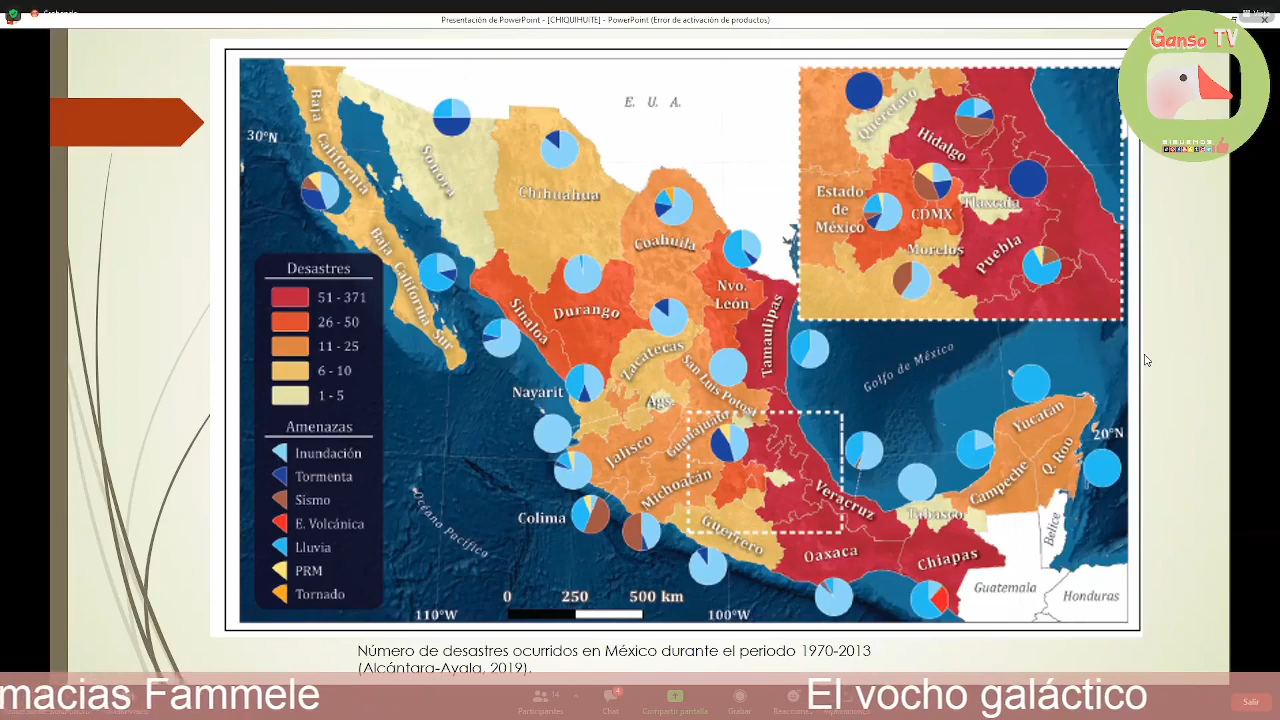 Presentación de PowerPoint - [CHIQUIHUITE] - PowerPoint (Error de activación de productos)
Ganso TV
SIGUENOS
E. U. A.
30°N
Baja California
Sonora
Chihuahua
Coahuila
Baja California Sur
Sinaloa
Durango
Nvo. León
Tamaulipas
Zacatecas
San Luis Potosí
Nayarit
Ags.
Guanajuato
Jalisco
Michoacán
Colima
Guerrero
Veracruz
Oaxaca
Tabasco
Chiapas
Campeche
Yucatán
Q. Roo
20°N
Belice
Guatemala
Honduras
Golfo de México
Océano Pacífico
Querétaro
Hidalgo
Estado de México
CDMX
Tlaxcala
Morelos
Puebla
Desastres
51 - 371
26 - 50
11 - 25
6 - 10
1 - 5
Amenazas
Inundación
Tormenta
Sismo
E. Volcánica
Lluvia
PRM
Tornado
0 250 500 km
110°W
100°W
Número de desastres ocurridos en México durante el periodo 1970-2013
(Alcántara-Ayala, 2019).
macias Fammele El vocho galáctico
14
4
Participantes
Chat
Compartir pantalla
Grabar
Salir